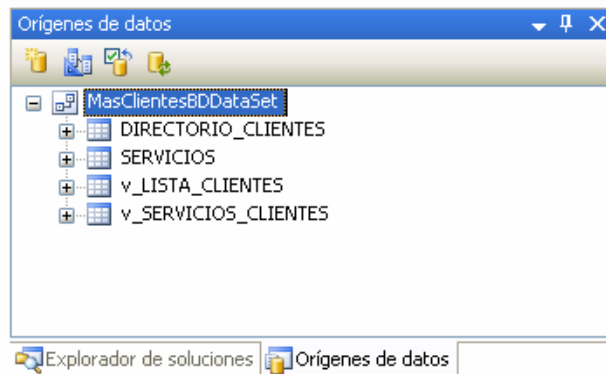 Orígenes de datos
MasClientesBDDataSet
DIRECTORIO_CLIENTES
SERVICIOS
v_LISTA_CLIENTES
v_SERVICIOS_CLIENTES
Explorador de soluciones Orígenes de datos